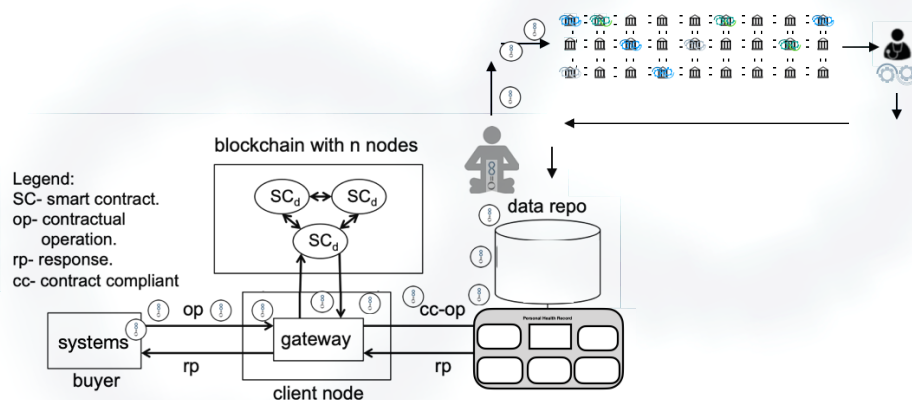 blockchain with n nodes
Legend:
SC- smart contract.
op- contractual
operation.
rp- response.
cc- contract compliant
SCd
SCd
SCd
data repo
op
cc-op
Personal Health Record
systems
gateway
rp
rp
buyer
client node